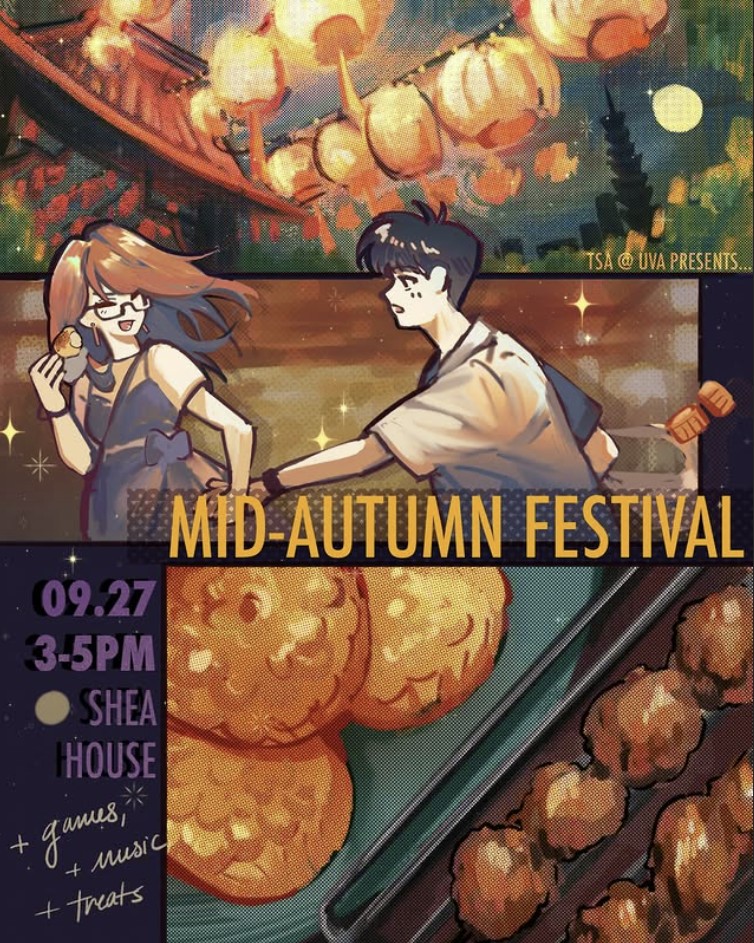 TSA @ UVA PRESENTS...
MID-AUTUMN FESTIVAL
09.27
3-5PM
SHEA
HOUSE
+ games,
+ music
+ treats